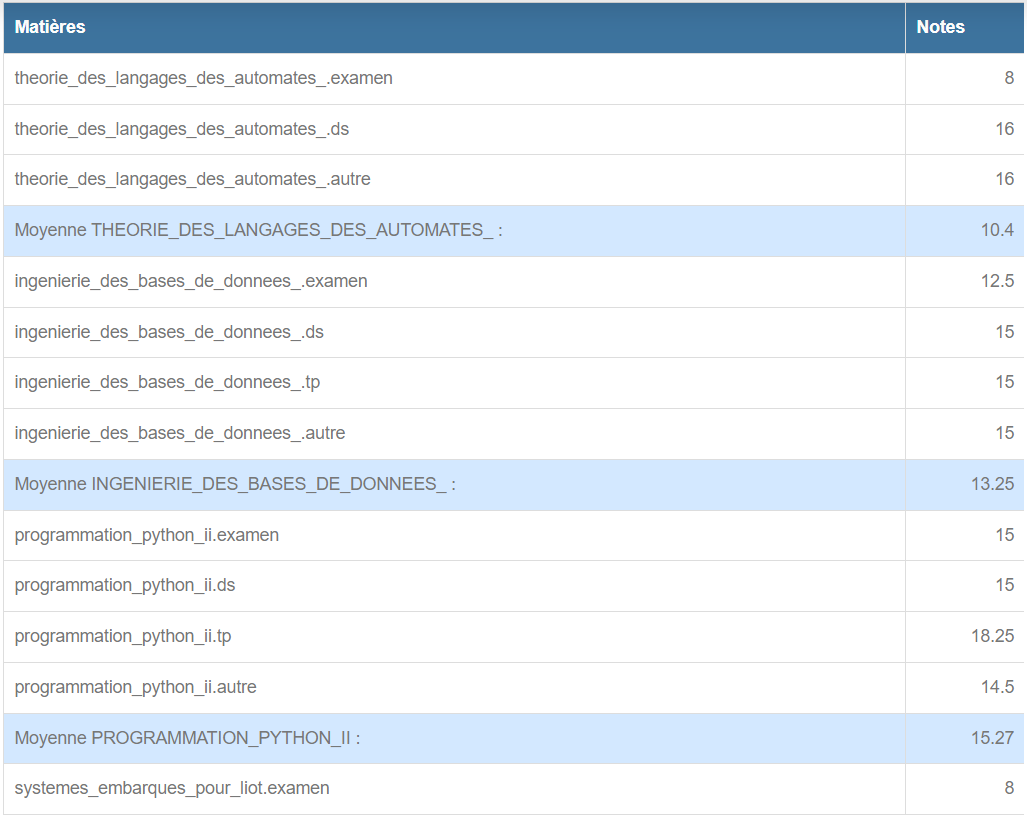 Matières Notes
theorie_des_langages_des_automates_.examen 8
theorie_des_langages_des_automates_.ds 16
theorie_des_langages_des_automates_.autre 16
Moyenne THEORIE_DES_LANGAGES_DES_AUTOMATES_ : 10.4
ingenierie_des_bases_de_donnees_.examen 12.5
ingenierie_des_bases_de_donnees_.ds 15
ingenierie_des_bases_de_donnees_.tp 15
ingenierie_des_bases_de_donnees_.autre 15
Moyenne INGENIERIE_DES_BASES_DE_DONNEES_ : 13.25
programmation_python_ii.examen 15
programmation_python_ii.ds 15
programmation_python_ii.tp 18.25
programmation_python_ii.autre 14.5
Moyenne PROGRAMMATION_PYTHON_II : 15.27
systemes_embarques_pour_liot.examen 8